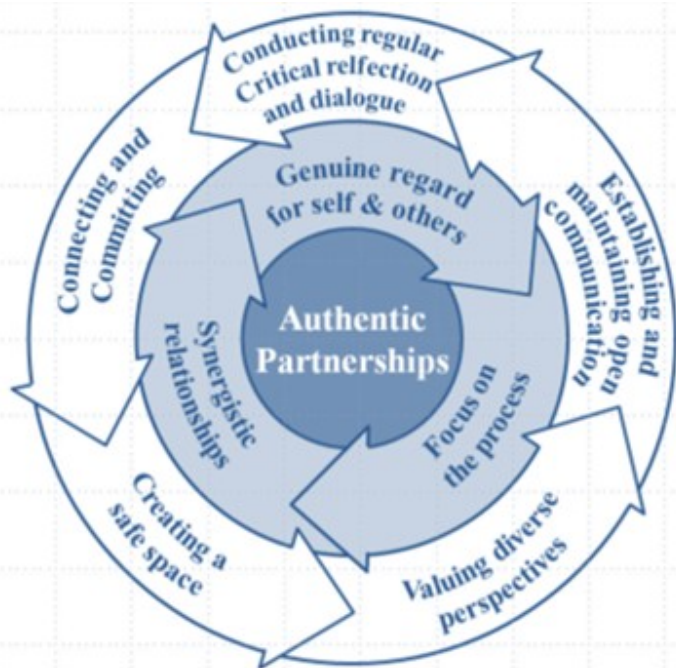 Conducting regular
Critical relfection
and dialogue
Genuine regard
for self & others
Connecting and
Committing
Establishing and
maintaining open
communication
Authentic
Partnerships
Synergistic
relationships
Focus on
the process
Creating a
safe space
Valuing diverse
perspectives